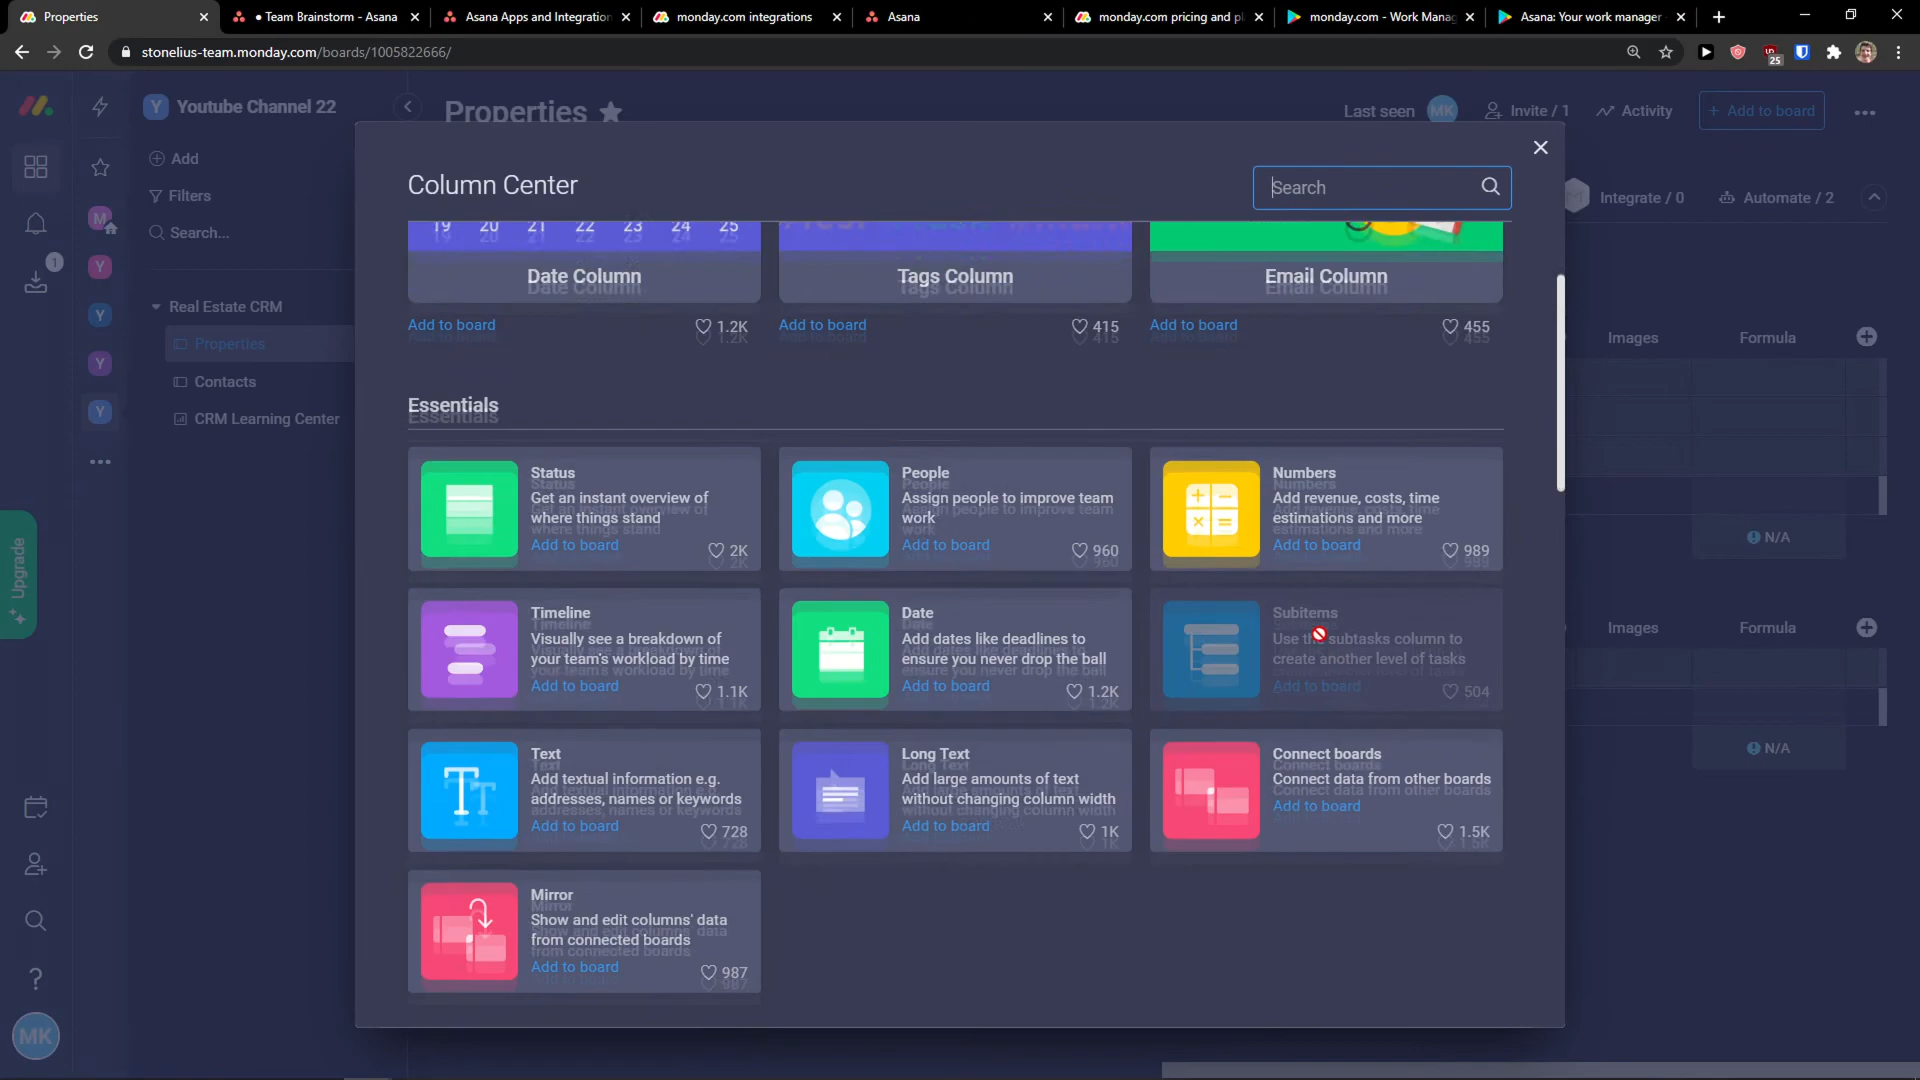 Properties
• Team Brainstorm - Asana
Asana Apps and Integration
monday.com integrations
Asana
monday.com pricing and pl
monday.com - Work Manag
Asana: Your work manager
stonelius-team.monday.com/boards/1005822666/
25
Y Youtube Channel 22
Properties
Last seen MK
Invite / 1
Activity
+ Add to board
Add
Filters
Search...
Real Estate CRM
Properties
Contacts
CRM Learning Center
M
Y
Y
Y
Y
1
Upgrade
MK
Integrate / 0
Automate / 2
Images
Formula
N/A
Images
Formula
N/A
Column Center
Search
19 20 21 22 23 24 25
Date Column
Tags Column
Email Column
Add to board 1.2K
Add to board 415
Add to board 455
Essentials
Status
Get an instant overview of
where things stand
Add to board
2K
People
Assign people to improve team
work
Add to board
960
Numbers
Add revenue, costs, time
estimations and more
Add to board
989
Timeline
Visually see a breakdown of
your team's workload by time
Add to board
1.1K
Date
Add dates like deadlines to
ensure you never drop the ball
Add to board
1.2K
Subitems
Use the subtasks column to
create another level of tasks
Add to board
504
Text
Add textual information e.g.
addresses, names or keywords
Add to board
728
Long Text
Add large amounts of text
without changing column width
Add to board
1K
Connect boards
Connect data from other boards
Add to board
1.5K
Mirror
Show and edit columns' data
from connected boards
Add to board
987